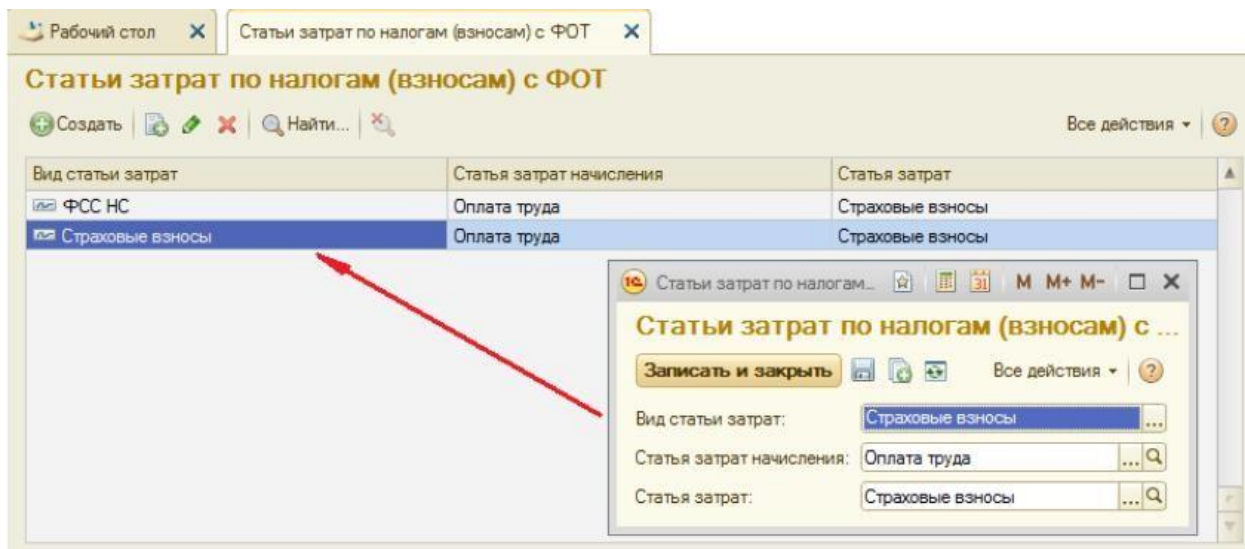 Рабочий стол
Статьи затрат по налогам (взносам) с ФОТ
Статьи затрат по налогам (взносам) с ФОТ
Создать Найти... Все действия
Вид статьи затрат Статья затрат начисления Статья затрат
ФСС НС Оплата труда Страховые взносы
Страховые взносы Оплата труда Страховые взносы
1С Статьи затрат по налогам... 31 M M+ M-
Статьи затрат по налогам (взносам) с ...
Записать и закрыть Все действия
Вид статьи затрат: Страховые взносы ...
Статья затрат начисления: Оплата труда ...
Статья затрат: Страховые взносы ...